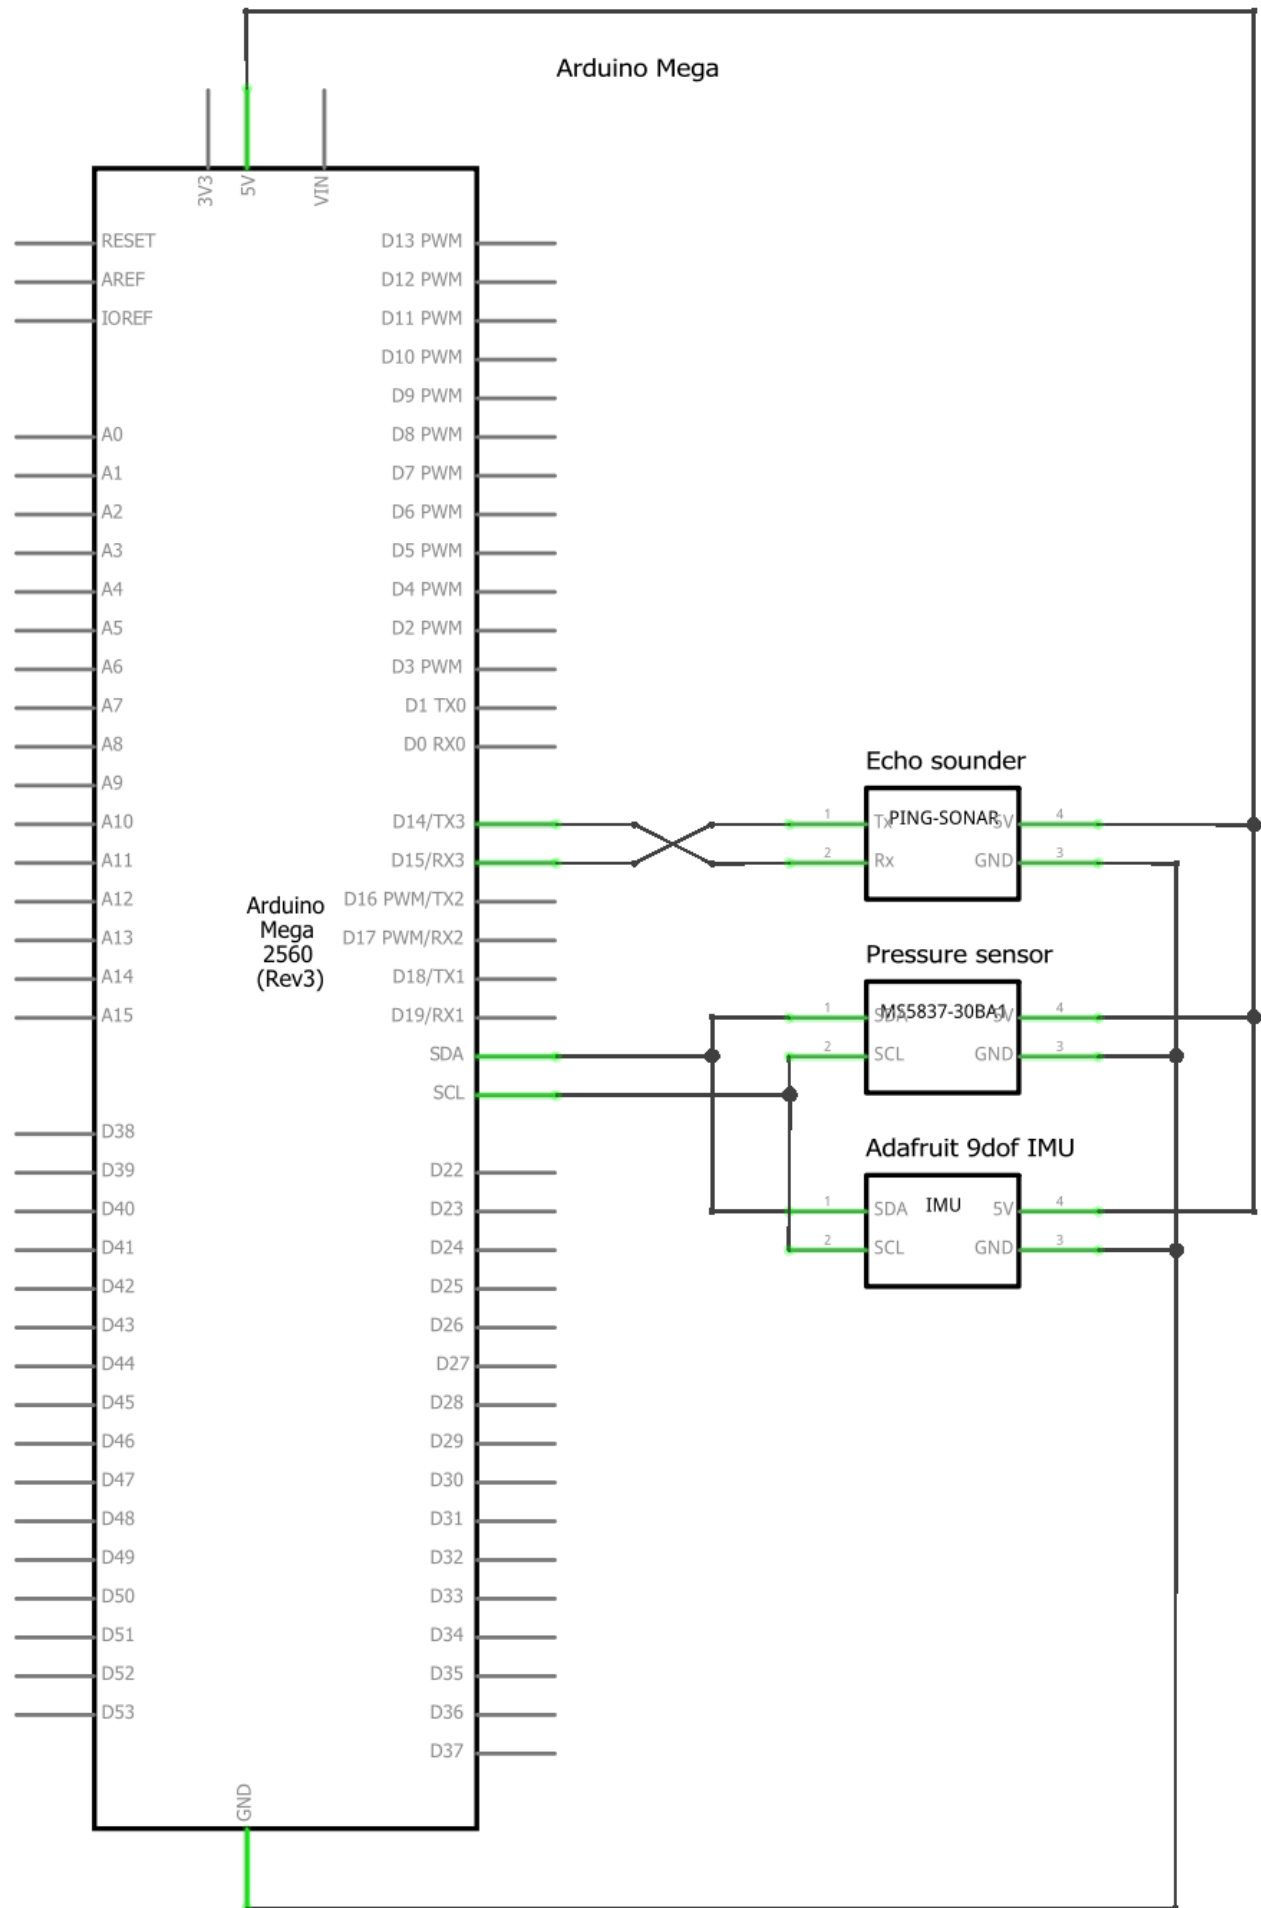 Arduino Mega
3V3
5V
VIN
RESET
AREF
IOREF
A0
A1
A2
A3
A4
A5
A6
A7
A8
A9
A10
A11
A12
A13
A14
A15
D38
D39
D40
D41
D42
D43
D44
D45
D46
D47
D48
D49
D50
D51
D52
D53
Arduino
Mega
2560
(Rev3)
GND
D13 PWM
D12 PWM
D11 PWM
D10 PWM
D9 PWM
D8 PWM
D7 PWM
D6 PWM
D5 PWM
D4 PWM
D2 PWM
D3 PWM
D1 TX0
D0 RX0
D14/TX3
D15/RX3
D16 PWM/TX2
D17 PWM/RX2
D18/TX1
D19/RX1
SDA
SCL
D22
D23
D24
D25
D26
D27
D28
D29
D30
D31
D32
D33
D34
D35
D36
D37
Echo sounder
1 Tx PING-SONAR 5V 4
2 Rx GND 3
Pressure sensor
1 SDA MS5837-30BA1 5V 4
2 SCL GND 3
Adafruit 9dof IMU
1 SDA IMU 5V 4
2 SCL GND 3